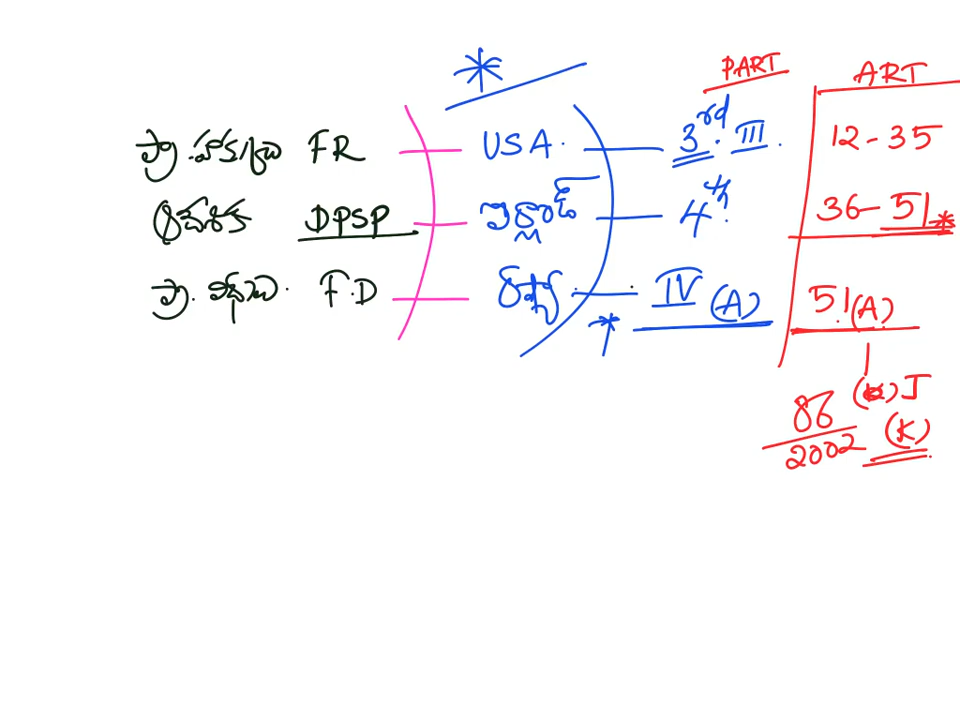 PART ART
ప్రా. హక్కులు FR USA. 3rd. III. 12-35
ఆదేశిక DPSP ఐర్లాండ్ 4th. 36-51*
ప్రా. విధులు. F.D రష్యా. IV (A) 51(A)
J
86 (K)
2002